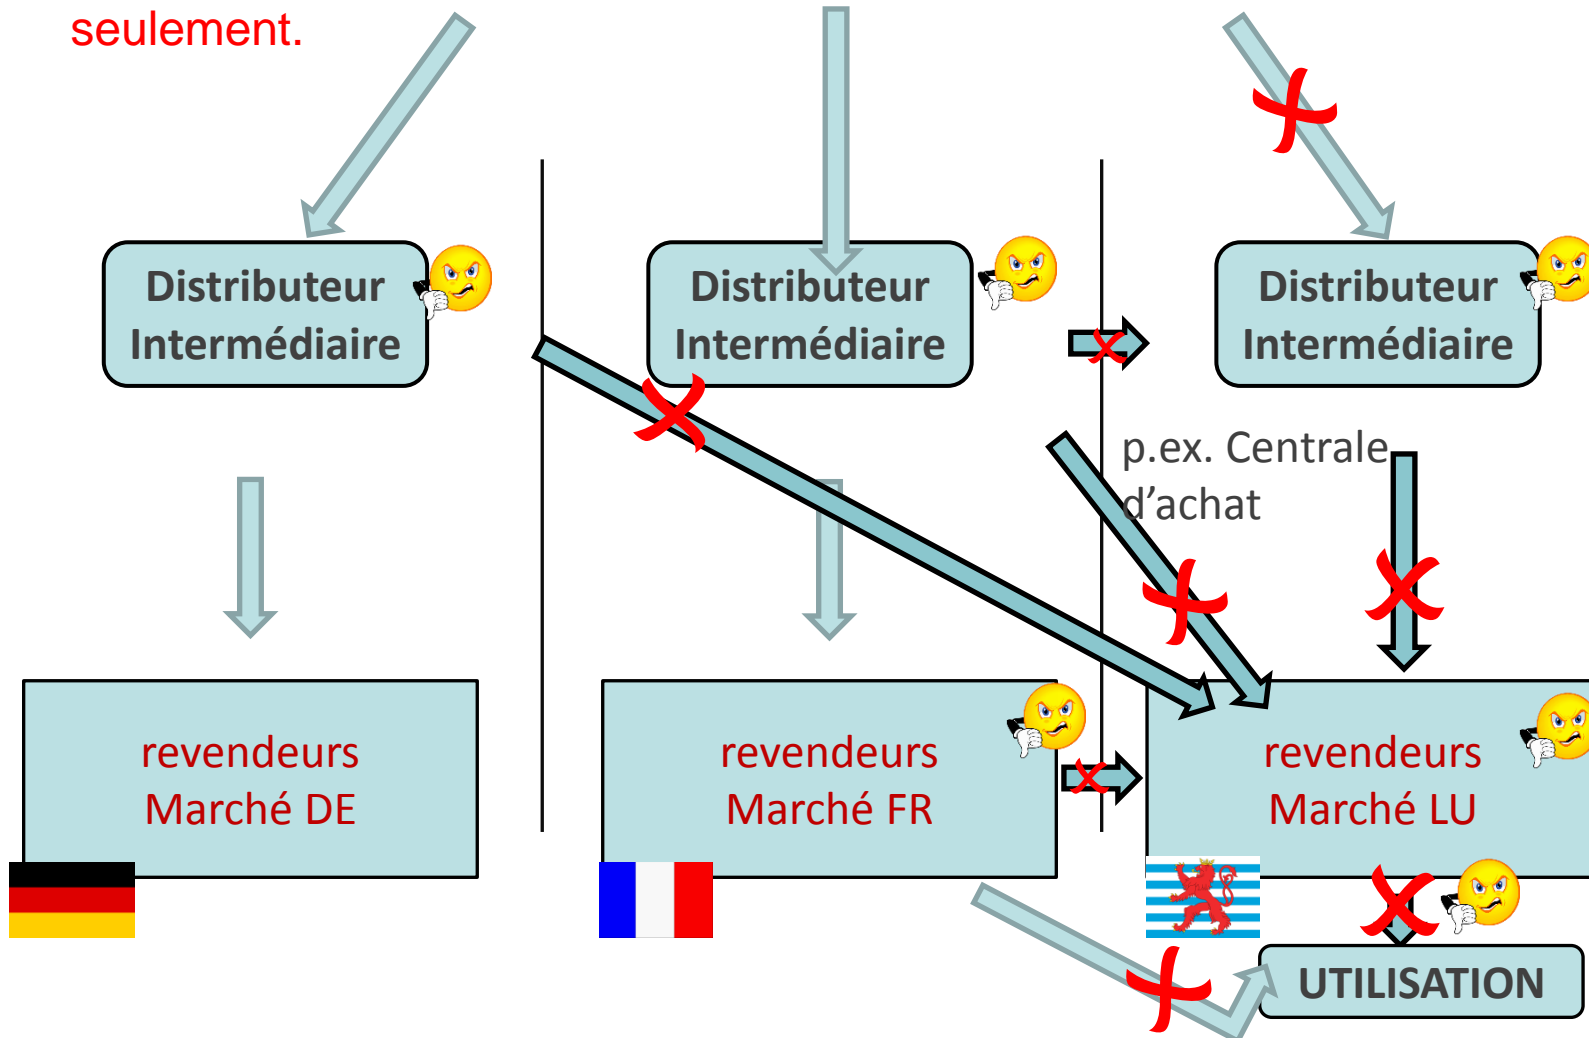 seulement.
Distributeur
Intermédiaire
Distributeur
Intermédiaire
Distributeur
Intermédiaire
p.ex. Centrale
d’achat
revendeurs
Marché DE
revendeurs
Marché FR
revendeurs
Marché LU
UTILISATION